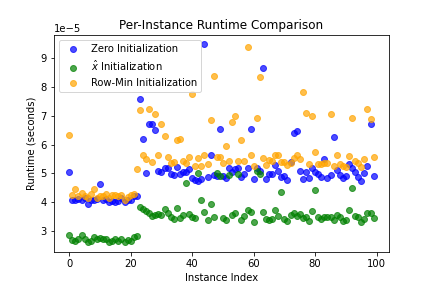 Per-Instance Runtime Comparison
1e−5
Zero Initialization
x̂ Initialization
Row-Min Initialization
9
8
7
6
5
4
3
Runtime (seconds)
0 20 40 60 80 100
Instance Index